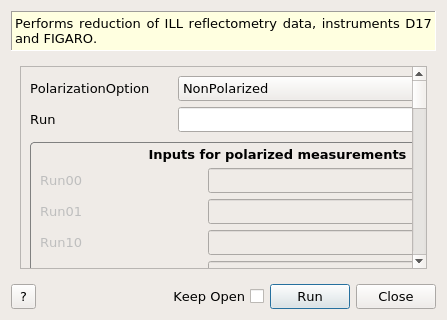 Performs reduction of ILL reflectometry data, instruments D17
and FIGARO.
PolarizationOption
NonPolarized
Run
Inputs for polarized measurements
Run00
Run01
Run10
?
Keep Open
Run
Close